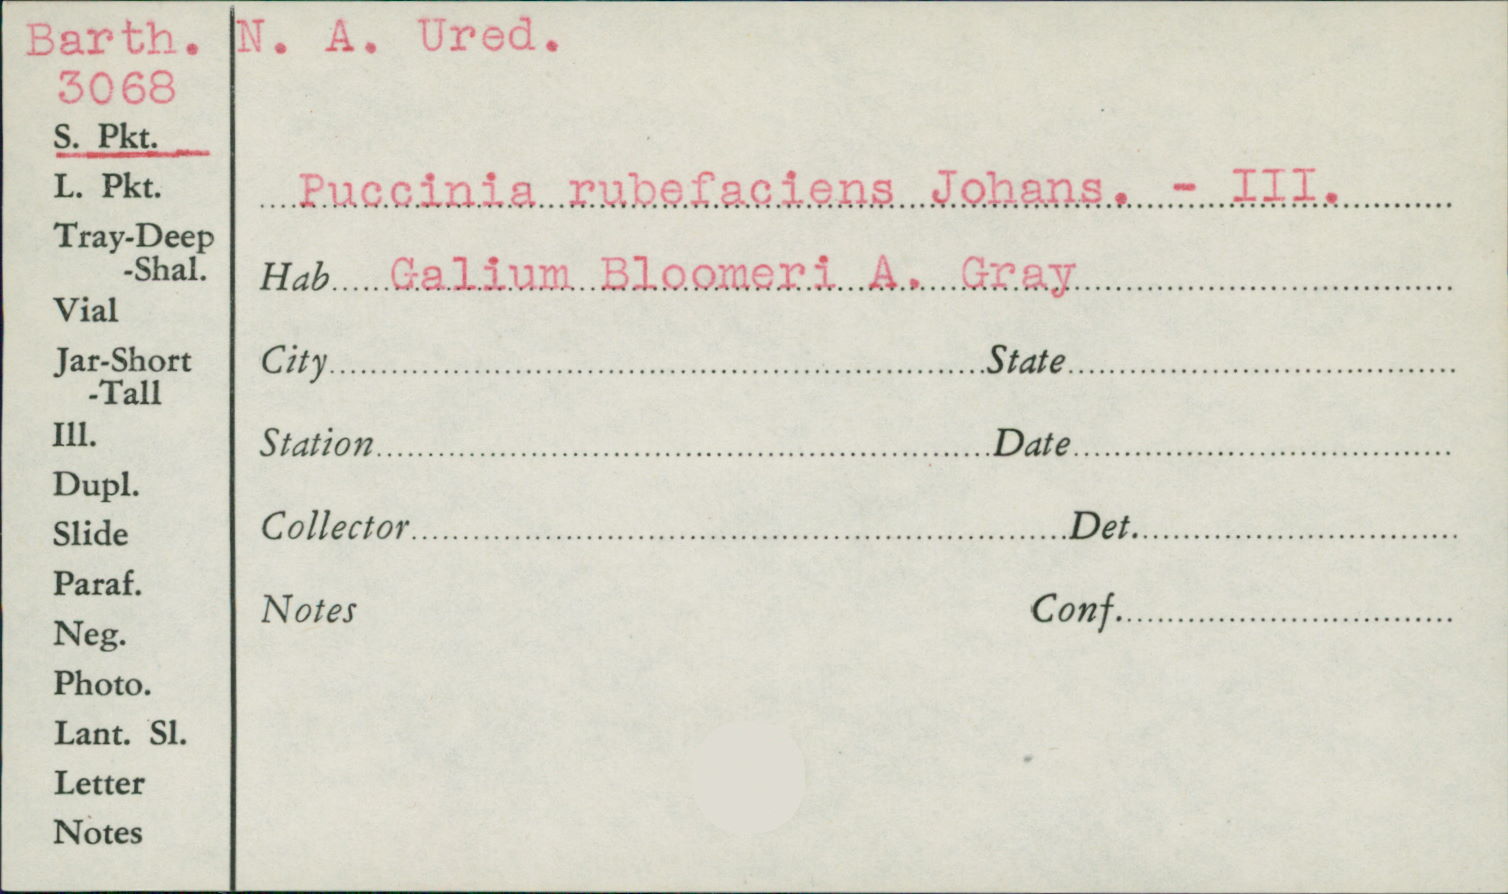 Barth. N. A. Ured.
3068
S. Pkt.
L. Pkt.
Tray-Deep
-Shal.
Vial
Jar-Short
-Tall
Ill.
Dupl.
Slide
Paraf.
Neg.
Photo.
Lant. Sl.
Letter
Notes
Puccinia rubefaciens Johans. - III.
Hab Galium Bloomeri A. Gray
City State
Station Date
Collector Det.
Notes Conf.